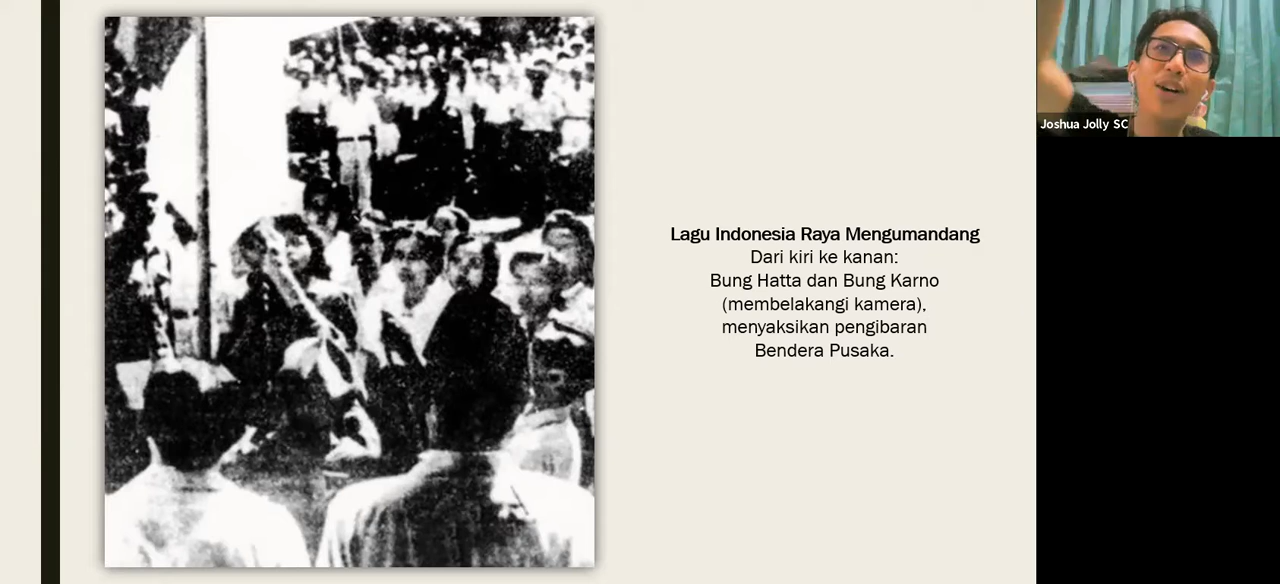 Lagu Indonesia Raya Mengumandang
Dari kiri ke kanan:
Bung Hatta dan Bung Karno
(membelakangi kamera),
menyaksikan pengibaran
Bendera Pusaka.
Joshua Jolly SC